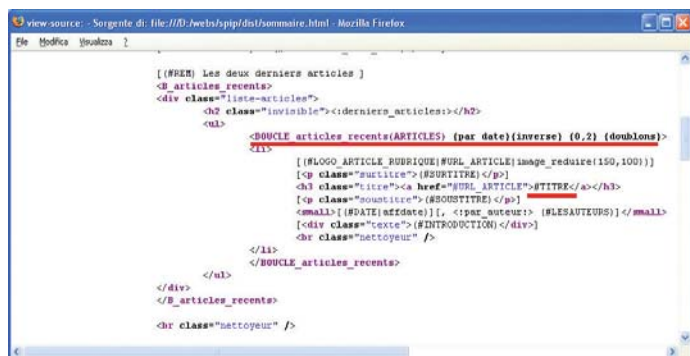 view-source: - Sorgente di: file:///D:/webs/spip/dist/sommaire.html - Mozilla Firefox
File Modifica Visualizza ?
[(#REM) Les deux derniers articles ]
<B_articles_recents>
<div class="liste-articles">
<h2 class="invisible"><:derniers_articles:></h2>
<ul>
<BOUCLE_articles_recents(ARTICLES) {par date}{inverse} {0,2} {doublons}>
<li>
[(#LOGO_ARTICLE_RUBRIQUE|#URL_ARTICLE|image_reduire{150,100})]
[<p class="surtitre">(#SURTITRE)</p>]
<h3 class="titre"><a href="#URL_ARTICLE">#TITRE</a></h3>
[<p class="soustitre">(#SOUSTITRE)</p>]
<small>[(#DATE|affdate)][, <:par_auteur:> (#LESAUTEURS)]</small>
[<div class="texte">(#INTRODUCTION)</div>]
<br class="nettoyeur" />
</li>
</BOUCLE_articles_recents>
</ul>
</div>
</B_articles_recents>
<br class="nettoyeur" />